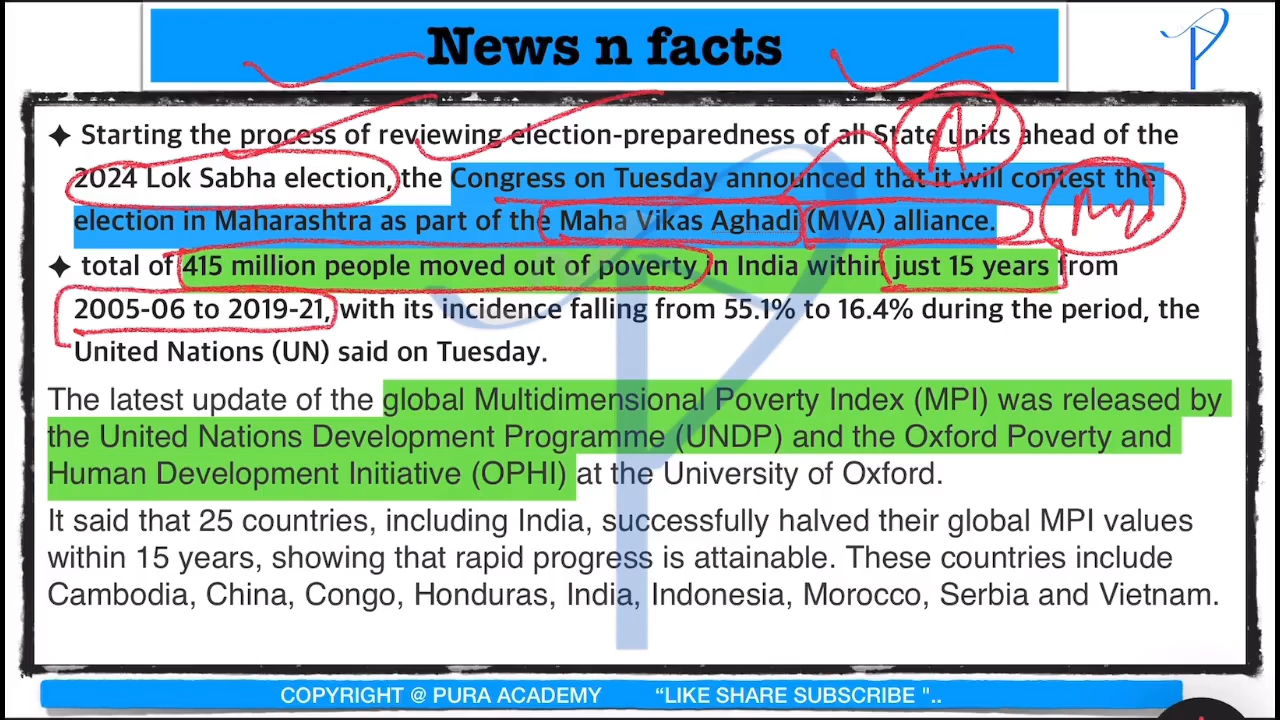 News n facts
✦ Starting the process of reviewing election-preparedness of all State units ahead of the
2024 Lok Sabha election, the Congress on Tuesday announced that it will contest the
election in Maharashtra as part of the Maha Vikas Aghadi (MVA) alliance.
✦ total of 415 million people moved out of poverty in India within just 15 years from
2005-06 to 2019-21, with its incidence falling from 55.1% to 16.4% during the period, the
United Nations (UN) said on Tuesday.
The latest update of the global Multidimensional Poverty Index (MPI) was released by
the United Nations Development Programme (UNDP) and the Oxford Poverty and
Human Development Initiative (OPHI) at the University of Oxford.
It said that 25 countries, including India, successfully halved their global MPI values
within 15 years, showing that rapid progress is attainable. These countries include
Cambodia, China, Congo, Honduras, India, Indonesia, Morocco, Serbia and Vietnam.
COPYRIGHT @ PURA ACADEMY “LIKE SHARE SUBSCRIBE "..